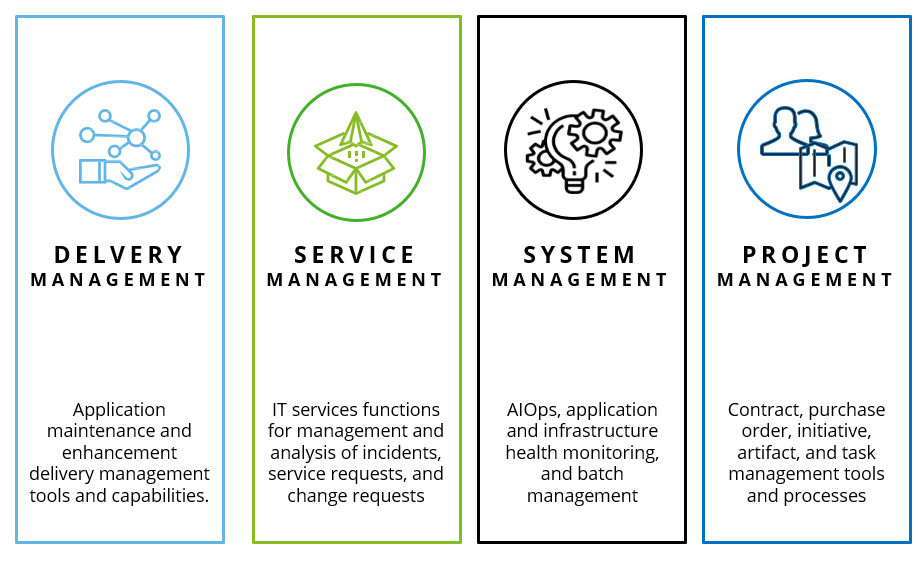 DELVERY
MANAGEMENT
Application
maintenance and
enhancement
delivery management
tools and capabilities.
SERVICE
MANAGEMENT
IT services functions
for management and
analysis of incidents,
service requests, and
change requests
SYSTEM
MANAGEMENT
AIOps, application
and infrastructure
health monitoring,
and batch
management
PROJECT
MANAGEMENT
Contract, purchase
order, initiative,
artifact, and task
management tools
and processes